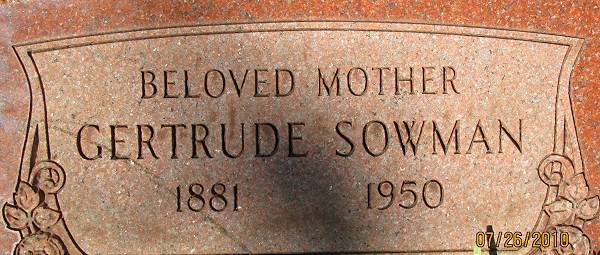 BELOVED MOTHER
GERTRUDE SOWMAN
1881 1950
07/26/2010